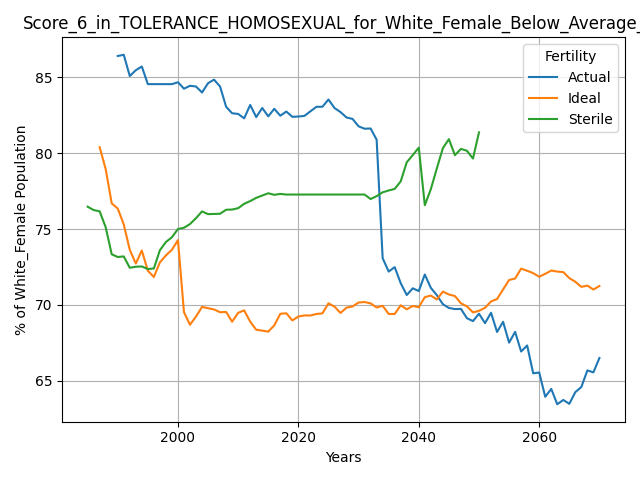 Score_6_in_TOLERANCE_HOMOSEXUAL_for_White_Female_Below_Average_
Fertility
Actual
Ideal
Sterile
% of White_Female Population
85
80
75
70
65
2000
2020
2040
2060
Years